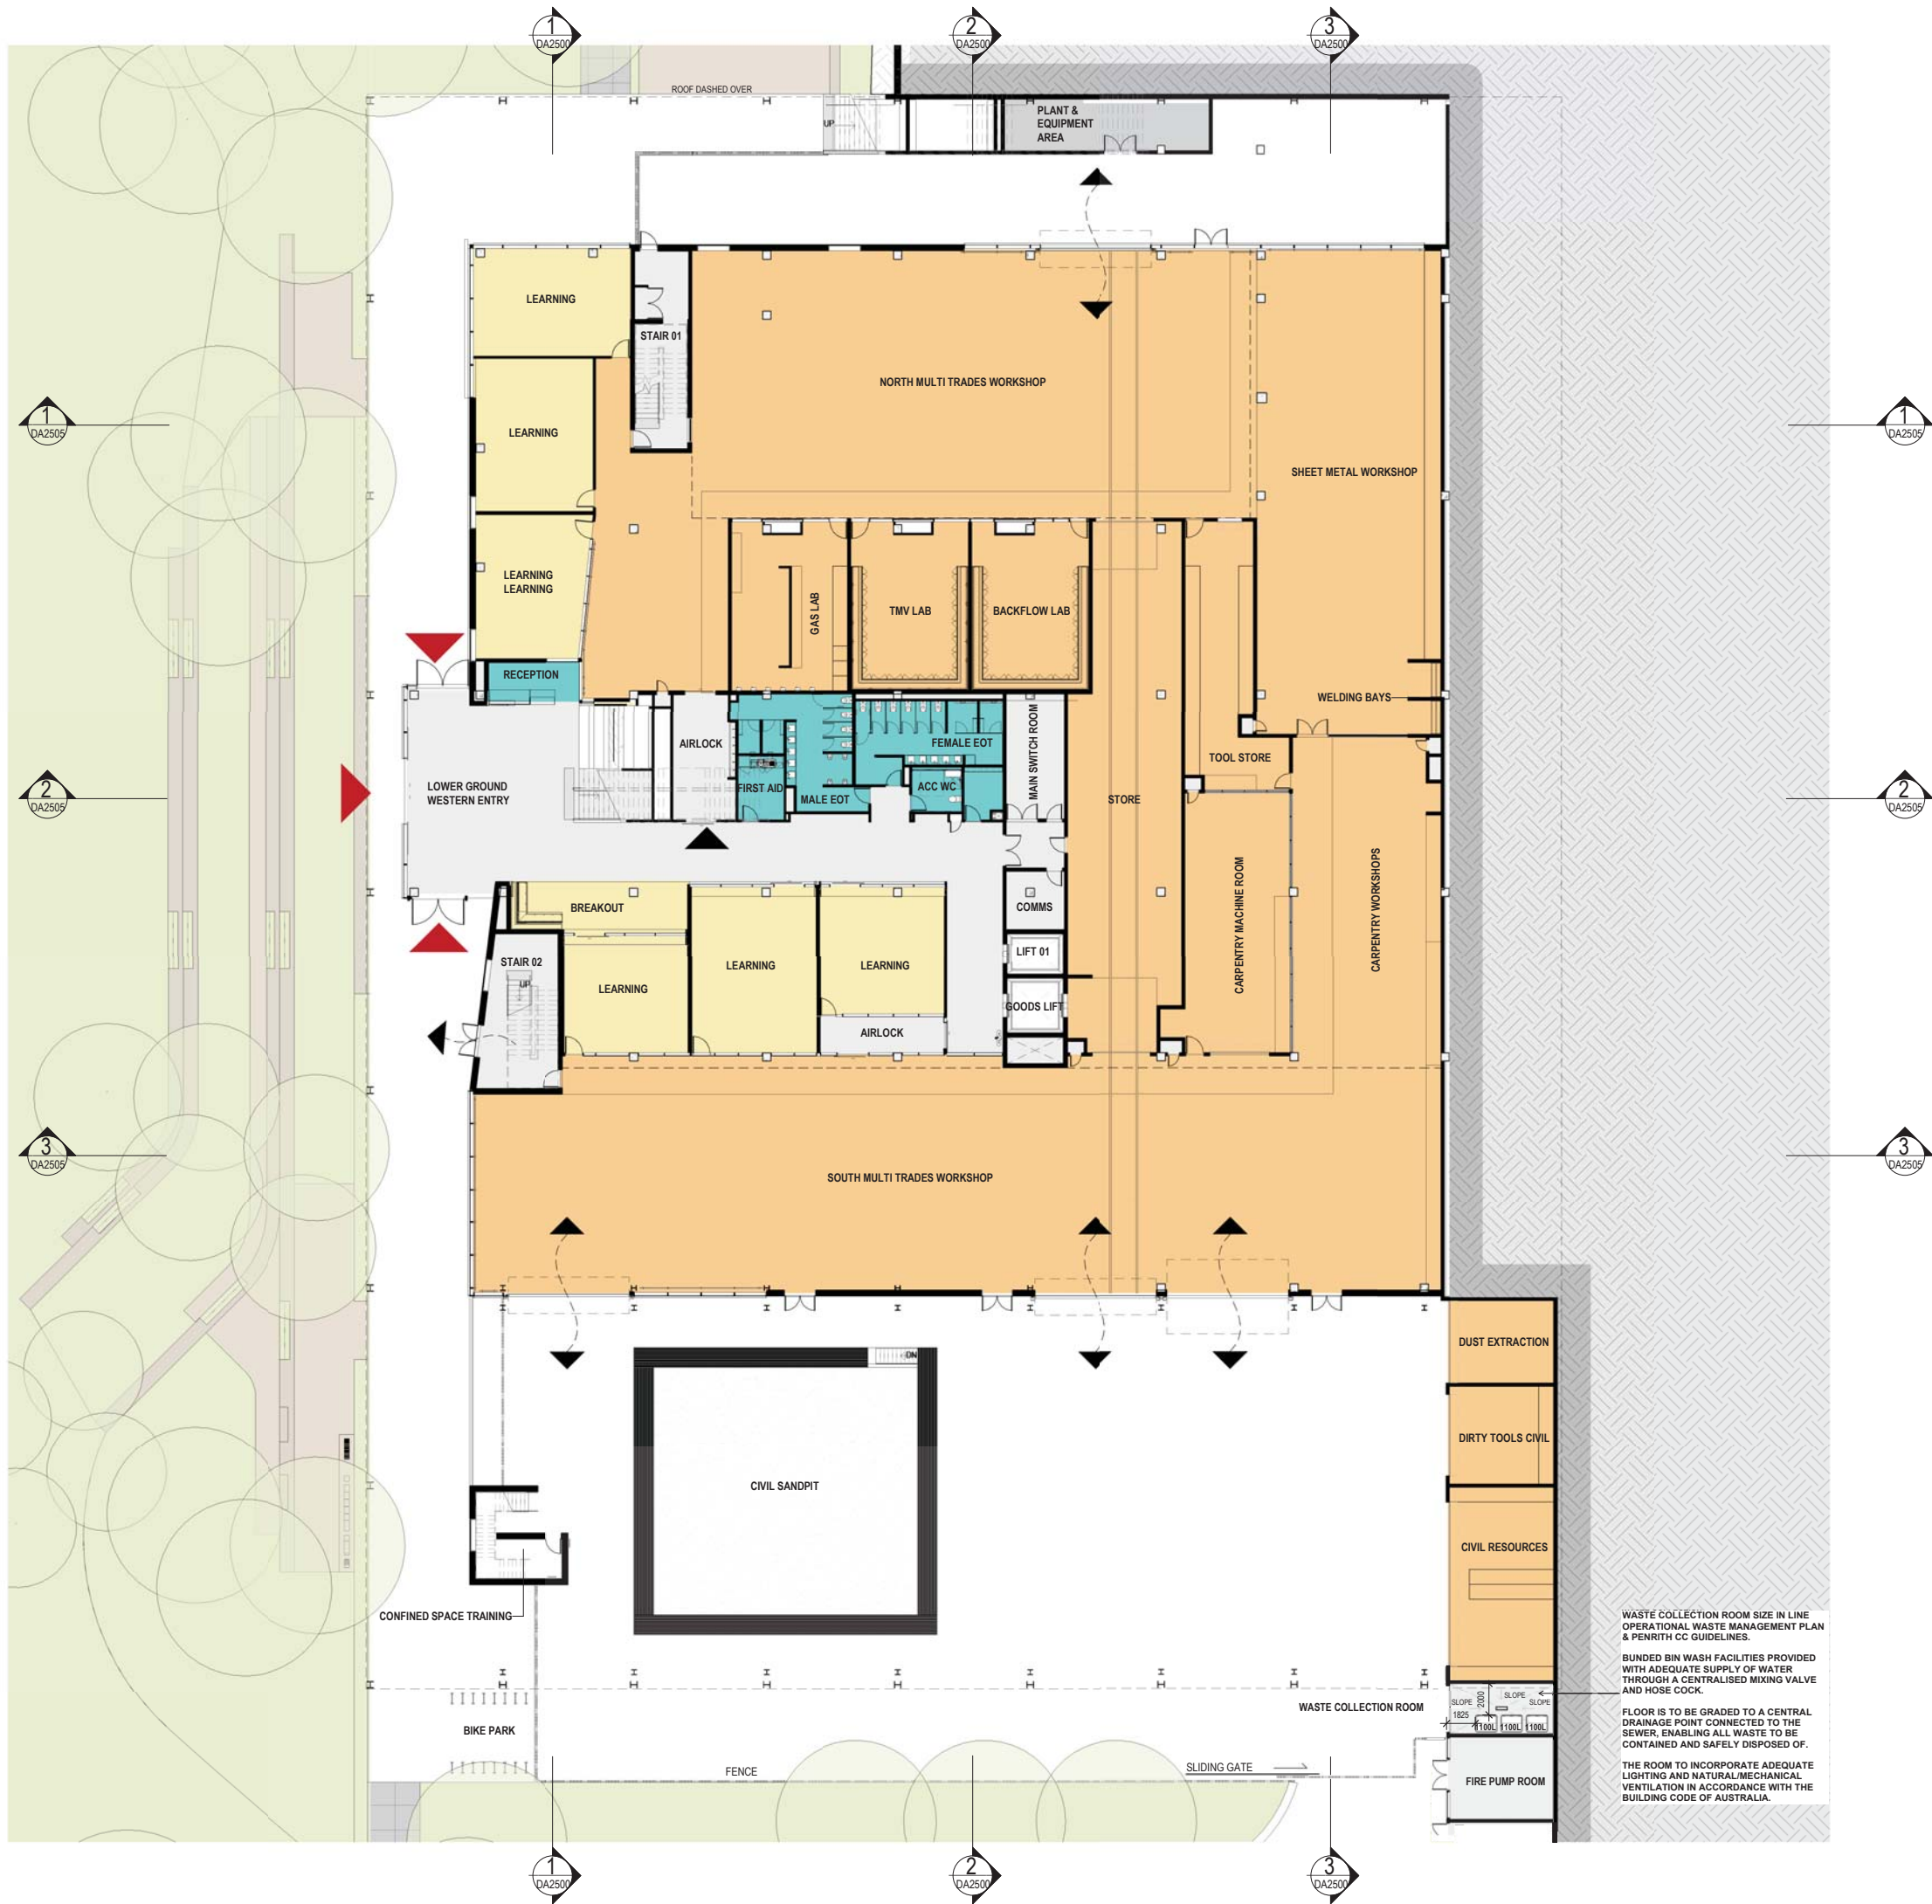 1
DA2500
2
DA2500
3
DA2500
ROOF DASHED OVER
UP
PLANT &
EQUIPMENT
AREA
LEARNING
STAIR 01
NORTH MULTI TRADES WORKSHOP
1
DA2505
LEARNING
1
DA2505
SHEET METAL WORKSHOP
LEARNING
LEARNING
GAS LAB
TMV LAB
BACKFLOW LAB
RECEPTION
WELDING BAYS
AIRLOCK
FEMALE EOT
MAIN SWITCH ROOM
TOOL STORE
2
DA2505
LOWER GROUND
WESTERN ENTRY
FIRST AID
MALE EOT
ACC WC
STORE
2
DA2505
BREAKOUT
COMMS
CARPENTRY MACHINE ROOM
CARPENTRY WORKSHOPS
STAIR 02
UP
LEARNING
LEARNING
LEARNING
LIFT 01
GOODS LIFT
AIRLOCK
3
DA2505
SOUTH MULTI TRADES WORKSHOP
3
DA2505
DUST EXTRACTION
DN
DIRTY TOOLS CIVIL
CIVIL SANDPIT
CIVIL RESOURCES
CONFINED SPACE TRAINING
WASTE COLLECTION ROOM SIZE IN LINE
OPERATIONAL WASTE MANAGEMENT PLAN
& PENRITH CC GUIDELINES.
BUNDED BIN WASH FACILITIES PROVIDED
WITH ADEQUATE SUPPLY OF WATER
THROUGH A CENTRALISED MIXING VALVE
AND HOSE COCK.
FLOOR IS TO BE GRADED TO A CENTRAL
DRAINAGE POINT CONNECTED TO THE
SEWER, ENABLING ALL WASTE TO BE
CONTAINED AND SAFELY DISPOSED OF.
THE ROOM TO INCORPORATE ADEQUATE
LIGHTING AND NATURAL/MECHANICAL
VENTILATION IN ACCORDANCE WITH THE
BUILDING CODE OF AUSTRALIA.
WASTE COLLECTION ROOM
SLOPE
2000
SLOPE
SLOPE
1825
1100L
1100L
1100L
BIKE PARK
FENCE
SLIDING GATE
FIRE PUMP ROOM
1
DA2500
2
DA2500
3
DA2500